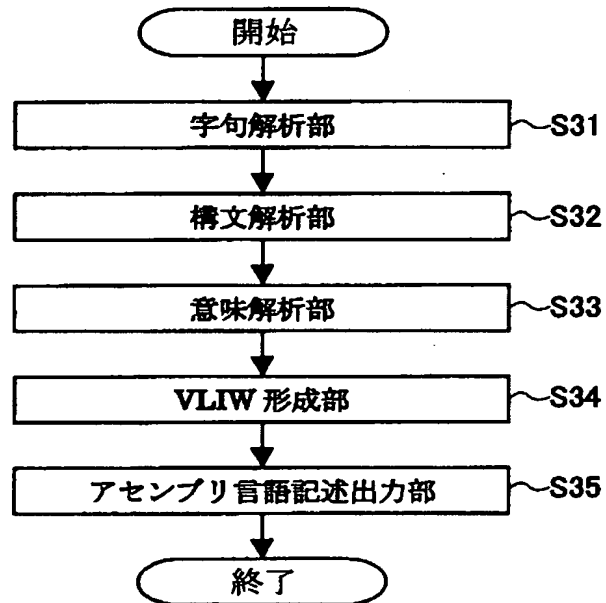 開始
字句解析部 S31
構文解析部 S32
意味解析部 S33
VLIW 形成部 S34
アセンブリ言語記述出力部 S35
終了